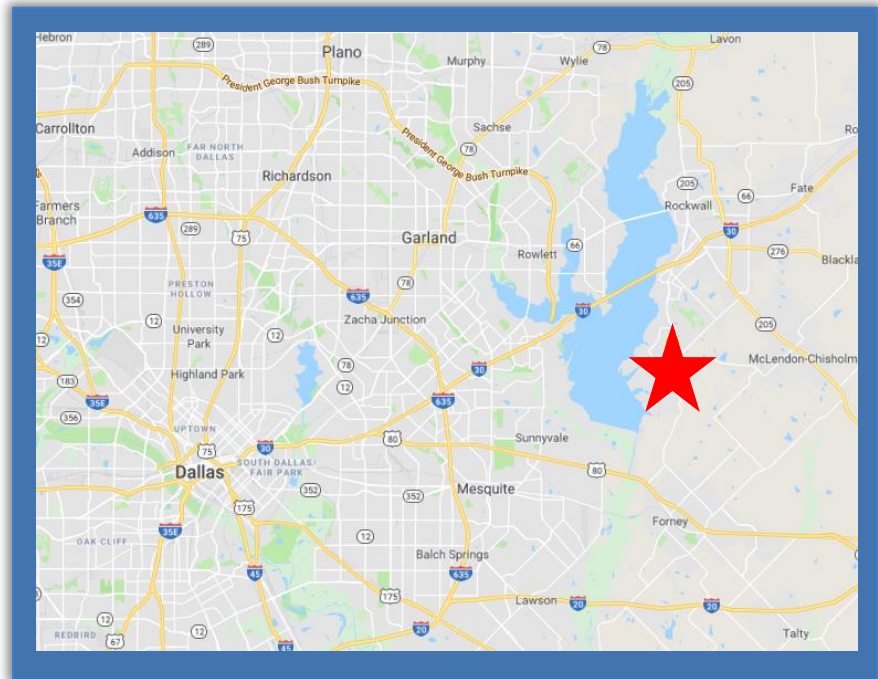 Hebron
289
Plano
Lavon
78
Murphy
Wylie
President George Bush Turnpike
205
Carrollton
Sachse
President George Bush Turnpike
78
Ro
Addison
FAR NORTH
DALLAS
Richardson
205
66
Fate
Rockwall
Farmers
Branch
635
289
75
Garland
30
66
Rowlett
276
Blackla
35E
78
635
PRESTON
HOLLOW
354
30
Zacha Junction
12
12
University
Park
12
205
McLendon-Chisholm
78
30
Highland Park
183
12
35E
635
356
UPTOWN
75
30
80
Sunnyvale
Dallas
SOUTH DALLAS/
FAIR PARK
80
352
352
Mesquite
175
Forney
35E
12
OAK CLIFF
Balch Springs
45
635
175
Lawson
20
20
12
12
20
REDBIRD
67
45
Talty